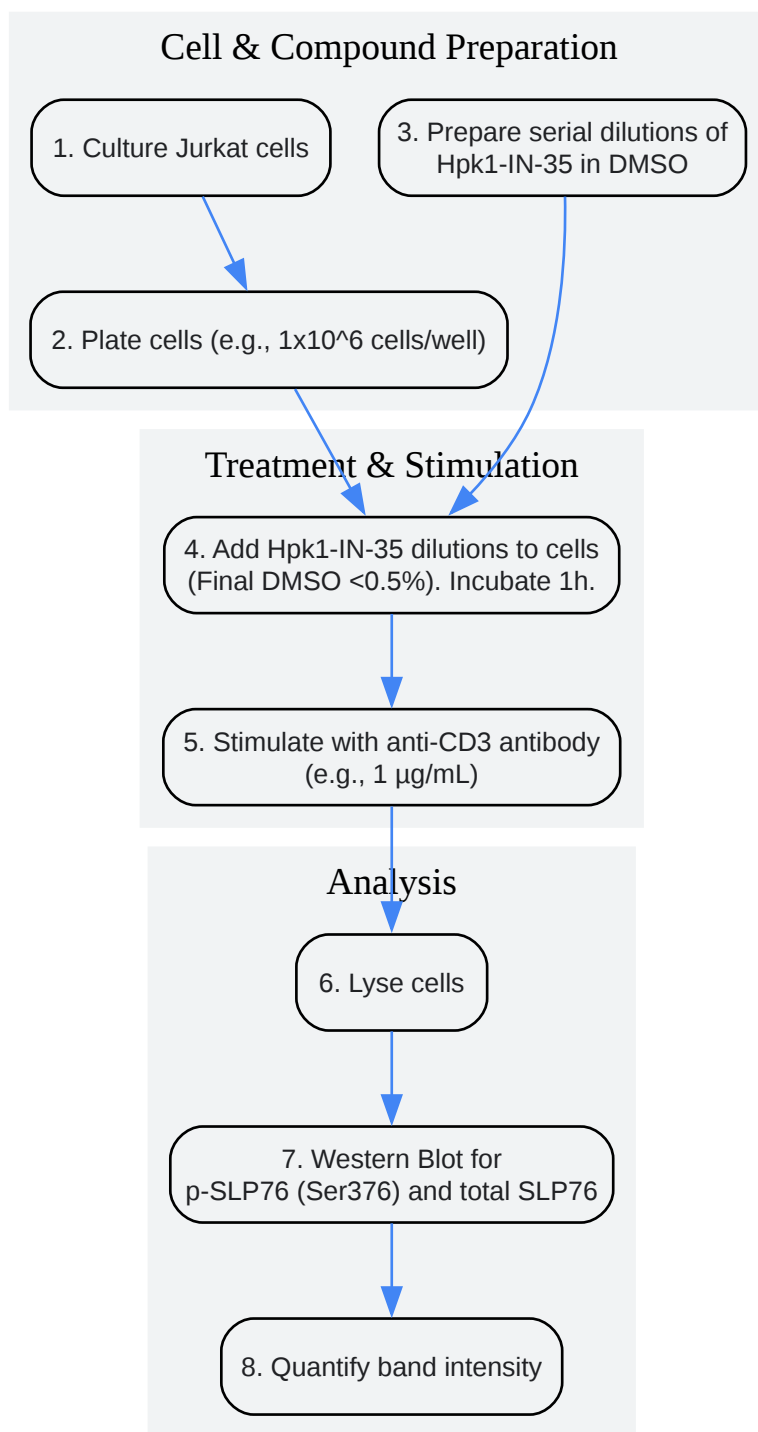 Cell & Compound Preparation
1. Culture Jurkat cells
3. Prepare serial dilutions of
Hpk1-IN-35 in DMSO
2. Plate cells (e.g., 1x10^6 cells/well)
Treatment & Stimulation
4. Add Hpk1-IN-35 dilutions to cells
(Final DMSO <0.5%). Incubate 1h.
5. Stimulate with anti-CD3 antibody
(e.g., 1 µg/mL)
Analysis
6. Lyse cells
7. Western Blot for
p-SLP76 (Ser376) and total SLP76
8. Quantify band intensity